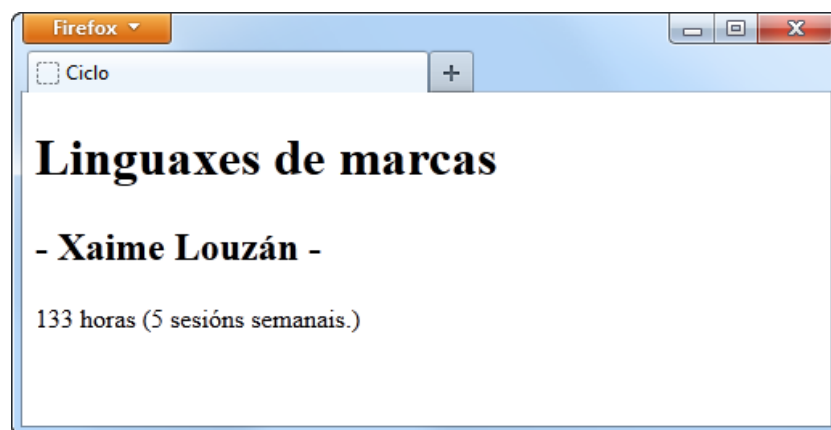 Firefox
Ciclo
Linguaxes de marcas
- Xaime Louzán -
133 horas (5 sesións semanais.)